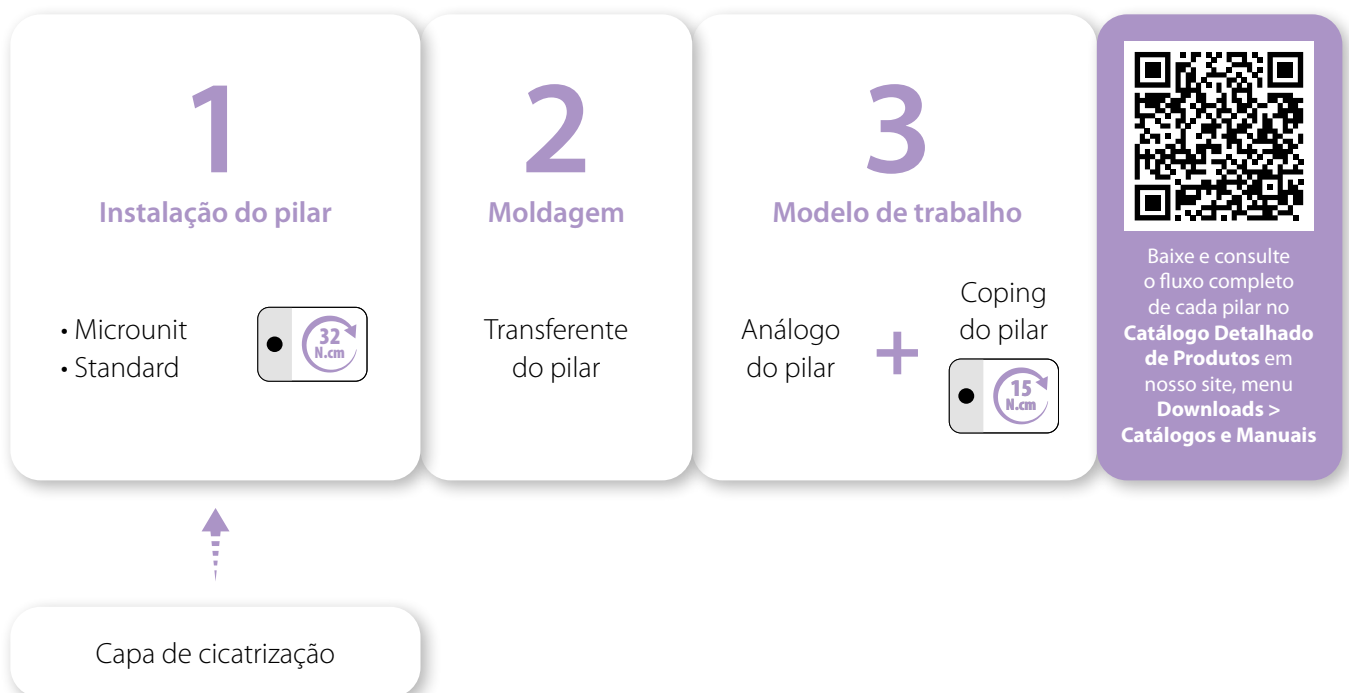 1
Instalação do pilar
• Microunit
• Standard
32
N.cm
2
Moldagem
Transferente
do pilar
3
Modelo de trabalho
Análogo
do pilar
+
Coping
do pilar
15
N.cm
Baixe e consulte
o fluxo completo
de cada pilar no
Catálogo Detalhado
de Produtos em
nosso site, menu
Downloads >
Catálogos e Manuais
Capa de cicatrização